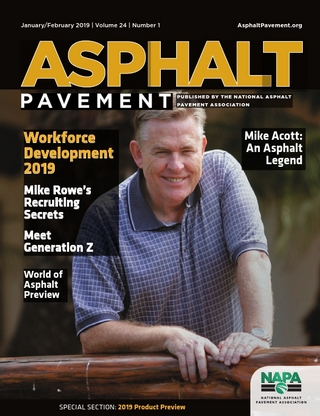 January/February 2019 | Volume 24 | Number 1
AsphaltPavement.org
ASPHALT
PAVEMENT
PUBLISHED BY THE NATIONAL ASPHALT
PAVEMENT ASSOCIATION
Workforce
Development
2019
Mike Rowe's
Recruiting
Secrets
Meet
Generation Z
World of
Asphalt
Preview
Mike Acott:
An Asphalt
Legend
NAPA
NATIONAL ASPHALT
PAVEMENT ASSOCIATION
SPECIAL SECTION: 2019 Product Preview